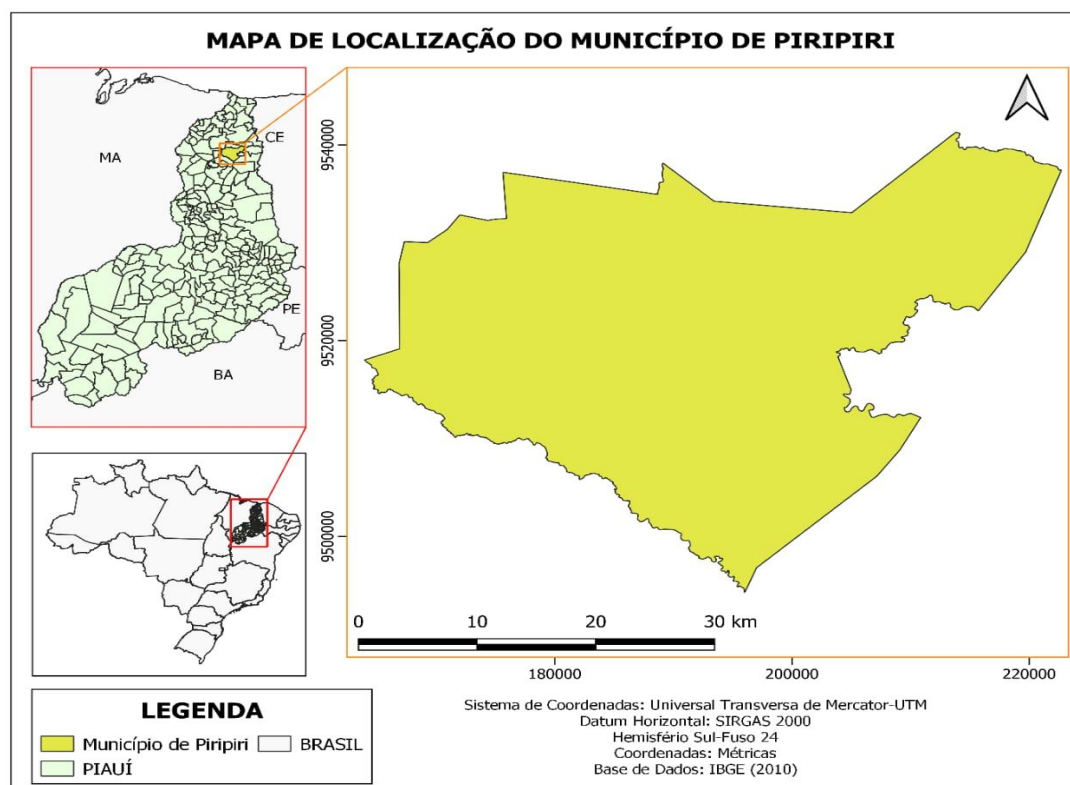 MAPA DE LOCALIZAÇÃO DO MUNICÍPIO DE PIRIPIRI
MA
CE
PE
BA
9540000
9520000
9500000
0 10 20 30 km
180000 200000 220000
LEGENDA
Município de Piripiri BRASIL
PIAUÍ
Sistema de Coordenadas: Universal Transversa de Mercator-UTM
Datum Horizontal: SIRGAS 2000
Hemisfério Sul-Fuso 24
Coordenadas: Métricas
Base de Dados: IBGE (2010)